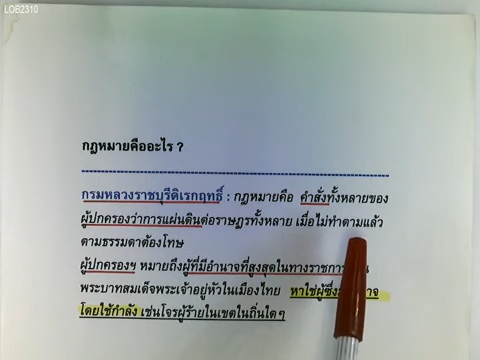 LOB2310
กฎหมายคืออะไร ?
กรมหลวงราชบุรีดิเรกฤทธิ์ : กฎหมายคือ คำสั่งทั้งหลายของ
ผู้ปกครองว่าการแผ่นดินต่อราษฎรทั้งหลาย เมื่อไม่ทำตามแล้ว
ตามธรรมดาต้องโทษ
ผู้ปกครองฯ หมายถึงผู้ที่มีอำนาจที่สูงสุดในทางราชการ
พระบาทสมเด็จพระเจ้าอยู่หัวในเมืองไทย หาใช่ผู้ซึ่ง
โดยใช้กำลัง เช่นโจรผู้ร้ายในเขตในถิ่นใดๆ